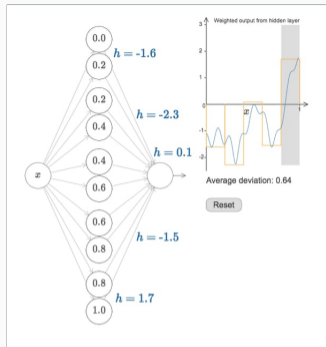 Weighted output from hidden layer
3
2
1
0
-1
-2
x
1
Average deviation: 0.64
Reset
0.0
h = -1.6
0.2
0.2
h = -2.3
0.4
h = 0.1
0.4
x
0.6
0.6
h = -1.5
0.8
0.8
h = 1.7
1.0